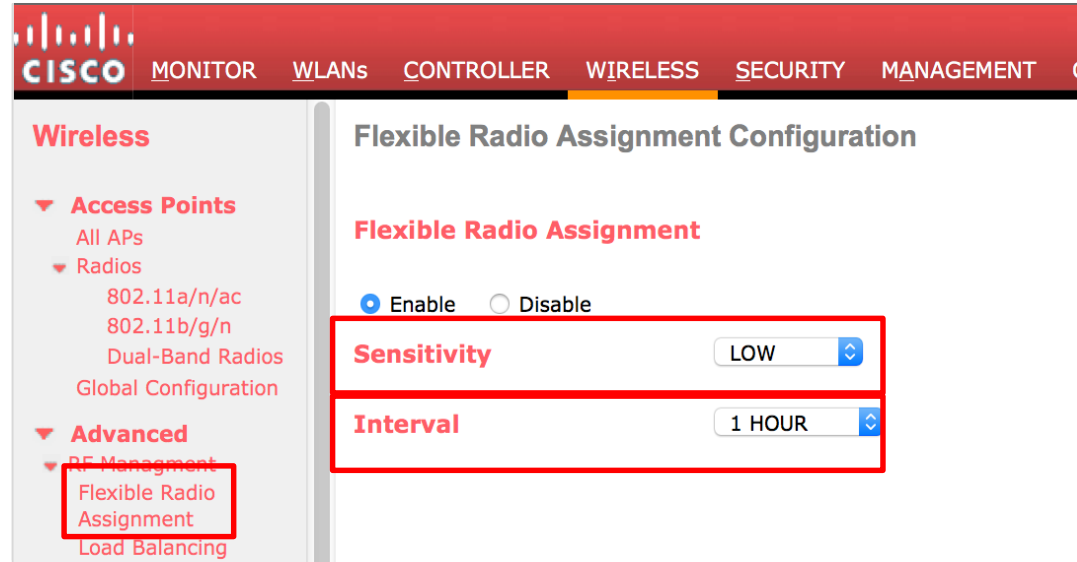 CISCO MONITOR WLANs CONTROLLER WIRELESS SECURITY MANAGEMENT
Wireless
Access Points
All APs
Radios
802.11a/n/ac
802.11b/g/n
Dual-Band Radios
Global Configuration
Advanced
RF Managment
Flexible Radio
Assignment
Load Balancing
Flexible Radio Assignment Configuration
Flexible Radio Assignment
Enable Disable
Sensitivity LOW
Interval 1 HOUR